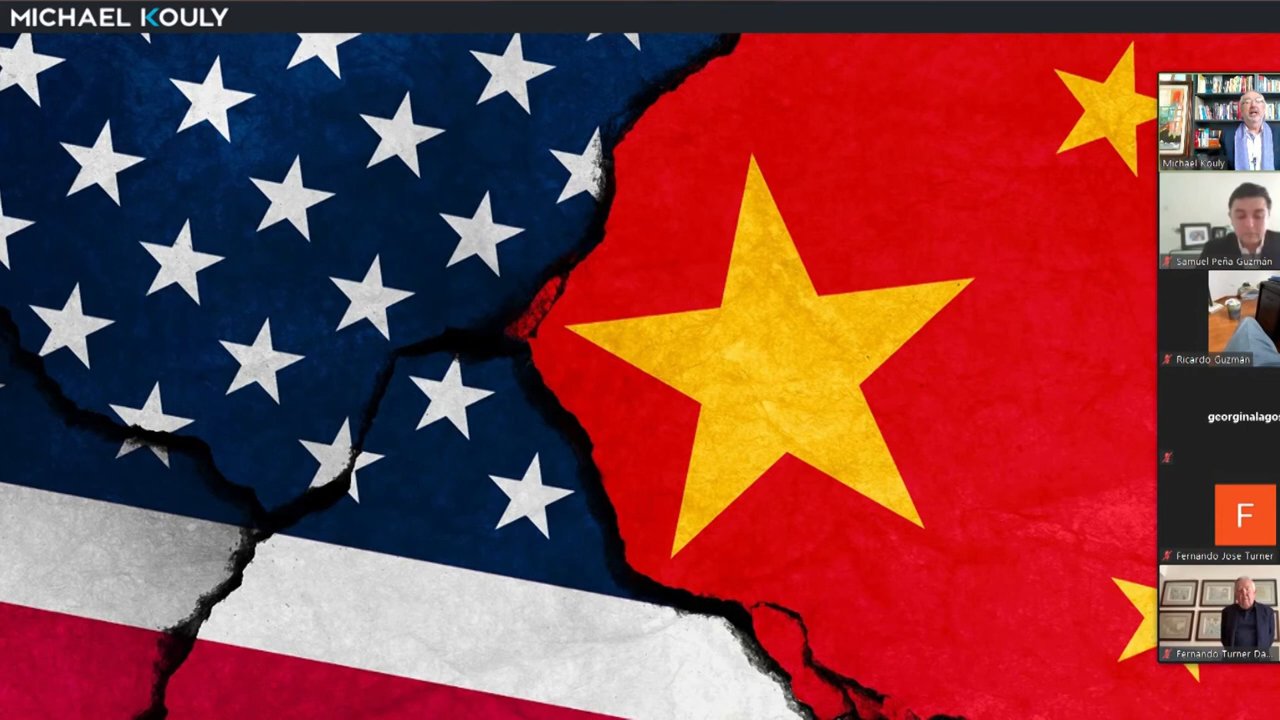 MICHAEL KOULY
Michael Kouly
Samuel Peña Guzmán
Ricardo Guzmán
georginalagos
F
Fernando Jose Turner
Fernando Turner Da...